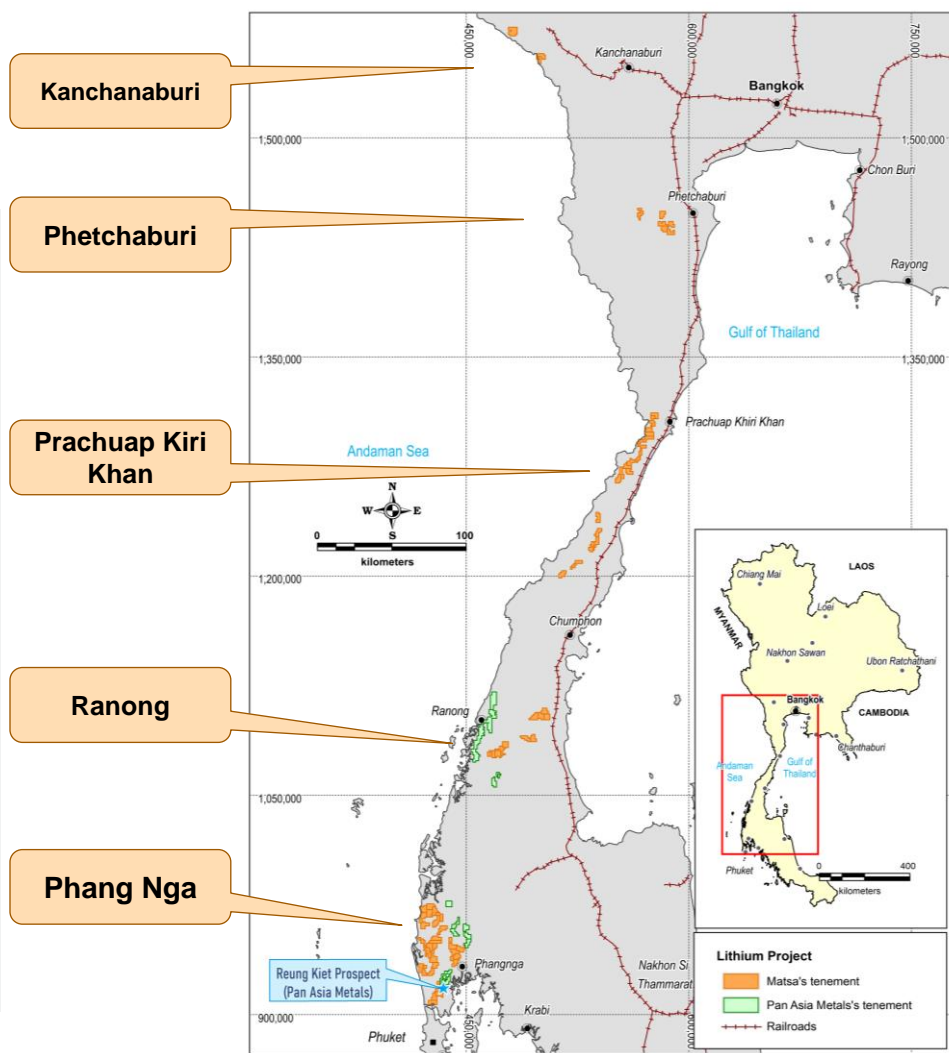 450,000
600,000
750,000
Kanchanaburi
Kanchanaburi
Bangkok
1,500,000
1,500,000
Chon Buri
Phetchaburi
Phetchaburi
Rayong
Gulf of Thailand
1,350,000
1,350,000
Prachuap Kiri
Khan
Prachuap Khiri Khan
Andaman Sea
N
W
E
S
0
100
kilometers
1,200,000
Chumphon
Chiang Mai
LAOS
MYANMAR
Loei
Nakhon Sawan
Ubon Ratchathani
Bangkok
CAMBODIA
Chanthaburi
Andaman
Sea
Gulf of
Thailand
Phuket
0
400
kilometers
Ranong
Ranong
1,050,000
Phang Nga
Reung Kiet Prospect
(Pan Asia Metals)
Phangnga
Nakhon Si
Thammarat
Krabi
900,000
Phuket
450,000
Lithium Project
Matsa's tenement
Pan Asia Metals's tenement
Railroads